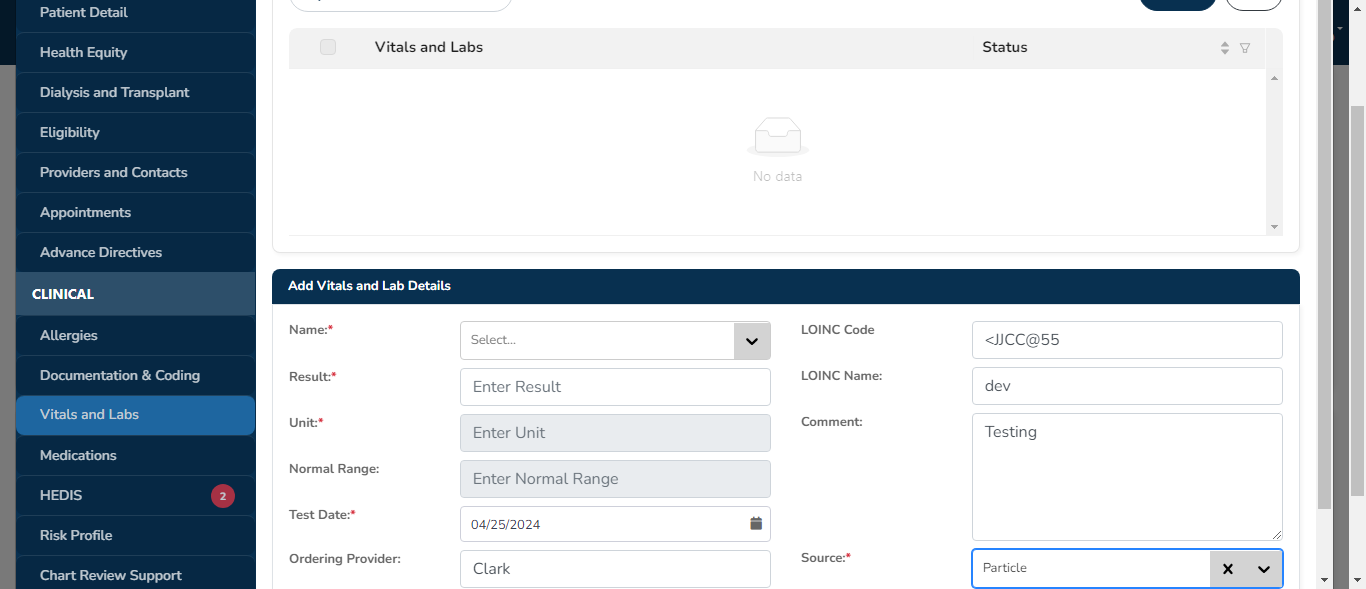 Patient Detail
Health Equity
Dialysis and Transplant
Eligibility
Providers and Contacts
Appointments
Advance Directives
CLINICAL
Allergies
Documentation & Coding
Vitals and Labs
Medications
HEDIS 2
Risk Profile
Chart Review Support
Vitals and Labs Status
No data
Add Vitals and Lab Details
Name:* Select...
Result:* Enter Result
Unit:* Enter Unit
Normal Range: Enter Normal Range
Test Date:* 04/25/2024
Ordering Provider: Clark
LOINC Code <JJCC@55
LOINC Name: dev
Comment: Testing
Source:* Particle